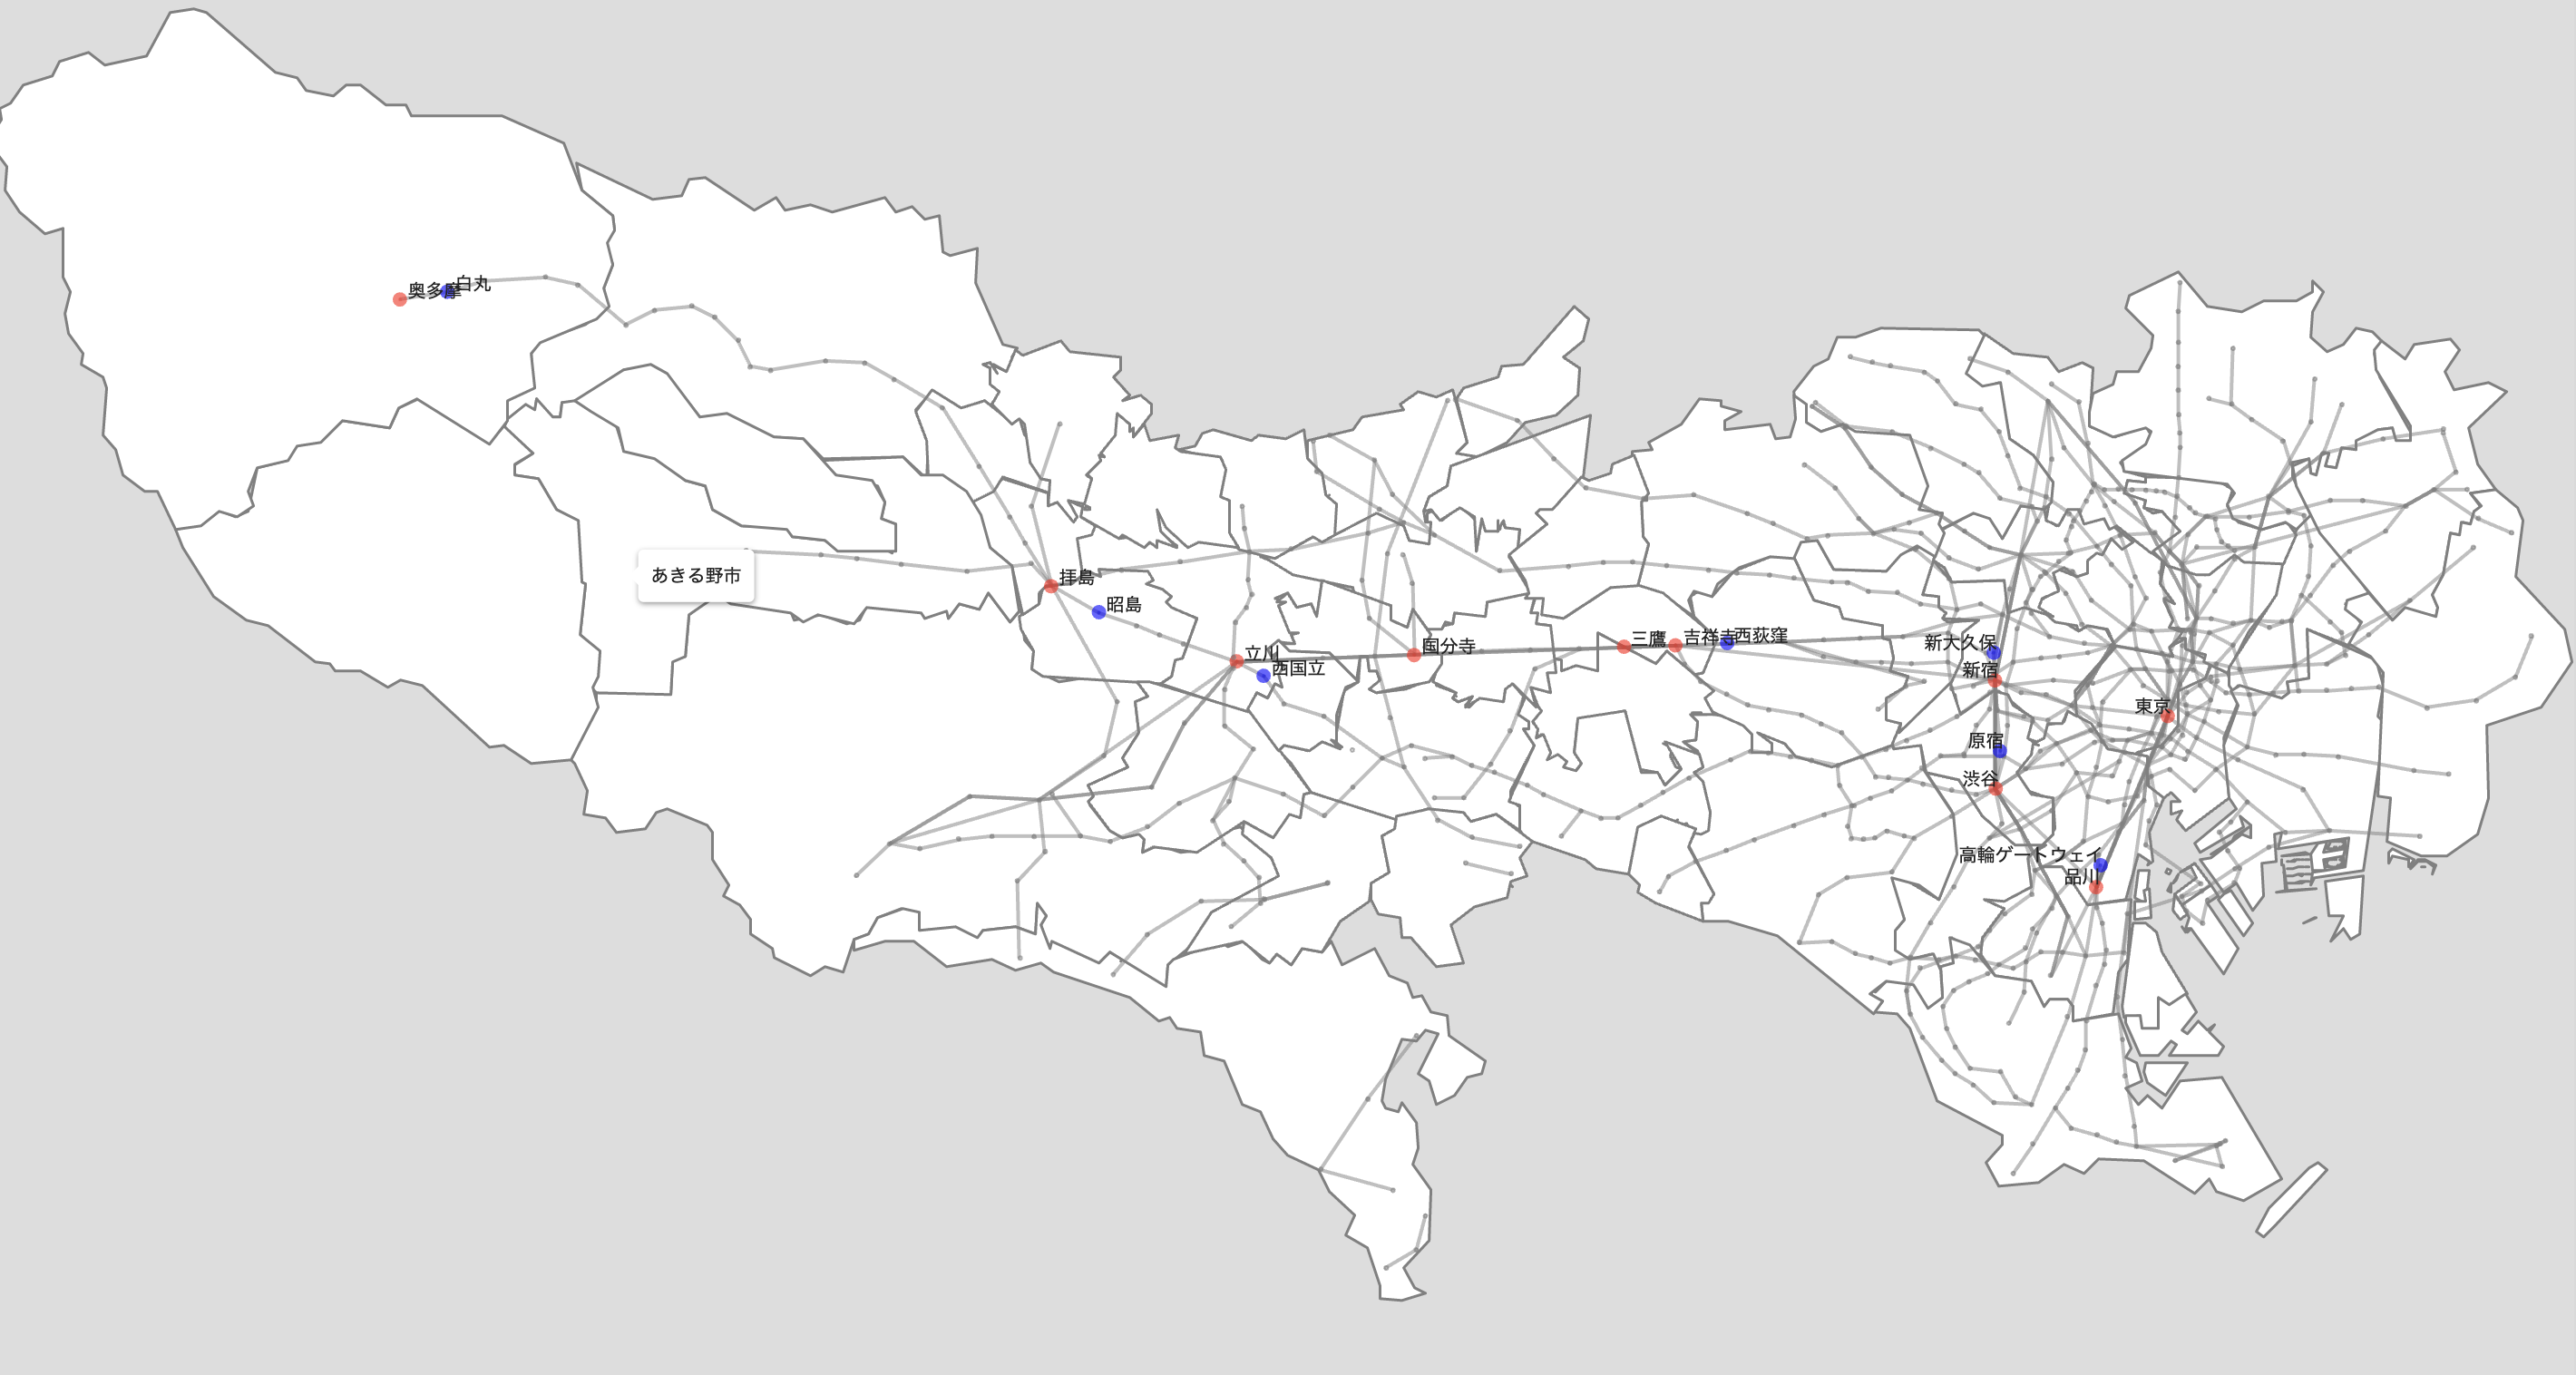 奥多摩
白丸
あきる野市
拝島
昭島
立川
西国立
国分寺
三鷹
吉祥寺
西荻窪
新大久保
新宿
東京
原宿
渋谷
高輪ゲートウェイ
品川